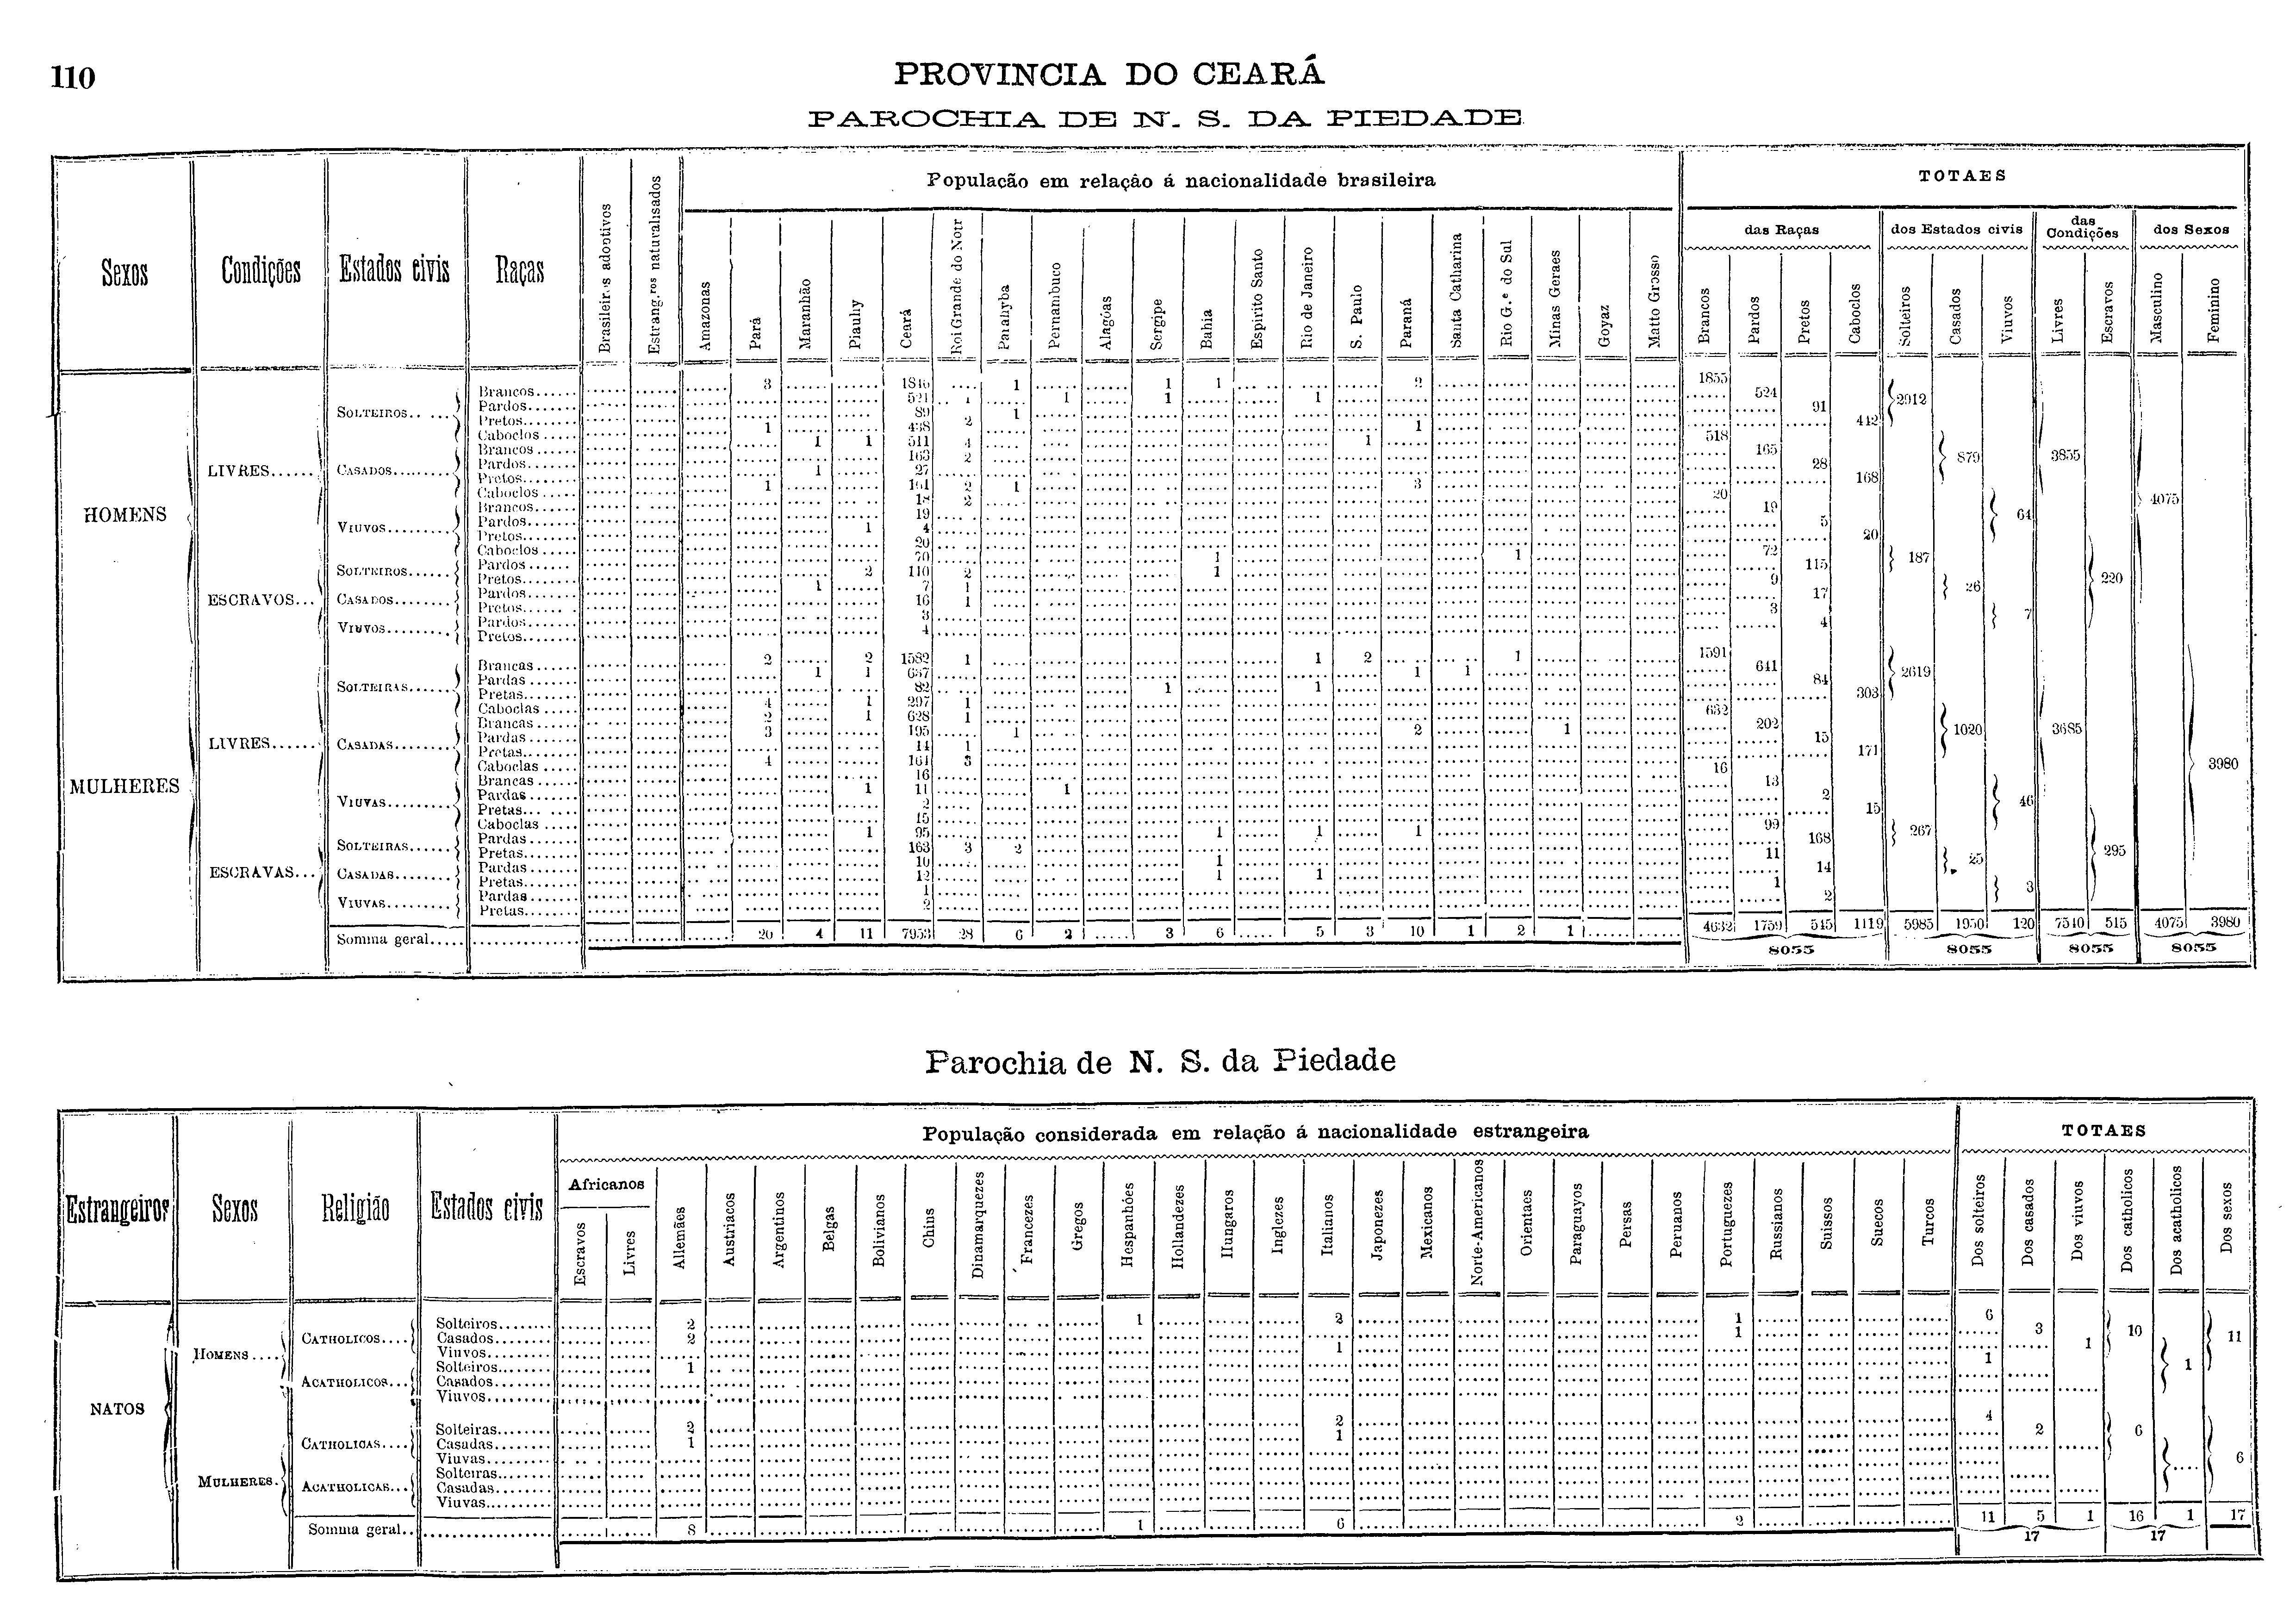 110
PROVINCIA DO CEARÁ
PAROCHIA DE N. S. DA PIEDADE
População em relação á nacionalidade brasileira
TOTAES
das Raças dos Estados civis das Condições dos Sexos
Sexos Condições Estados civis Raças Brasileiros adoptivos Estrang.ros naturalisados Amazonas Pará Maranhão Piauhy Ceará Roi Grande do Nort Parahyba Pernambuco Alagôas Sergipe Bahia Espirito Santo Rio de Janeiro S. Paulo Paraná Santa Catharina Rio G.e do Sul Minas Geraes Goyaz Matto Grosso Brancos Pardos Pretos Caboclos Solteiros Casados Viuvos Livres Escravos Masculino Feminino
HOMENS
LIVRES......
SOLTEIROS......
Brancos...... 3 1846 1 1 1 2 1855
Pardos...... 521 1 1 1 1 524
Pretos...... 89 1 91
Caboclos..... 1 438 2 1 442
2912
CASADOS........
Brancos..... 1 1 511 4 1 518
Pardos...... 163 2 165
Pretos...... 1 27 28
Caboclos..... 1 161 2 1 3 168
879 3855
VIUVOS........
Brancos...... 18 2 20
Pardos...... 19 19
Pretos...... 1 4 5
Caboclos..... 20 20
64 4075
ESCRAVOS...
SOLTEIROS.....
Pardos...... 70 1 1 72
Pretos...... 2 110 2 1 115
187
CASADOS.......
Pardos...... 1 7 1 9
Pretos...... 16 1 17
26 220
VIUVOS........
Pardos...... 3 3
Pretos....... 4 4
7
MULHERES
LIVRES......
SOLTEIRAS.....
Brancas...... 2 2 1582 1 1 2 1 1591
Pardas...... 1 1 637 1 1 641
Pretas....... 82 1 1 84
Caboclas..... 4 1 297 1 303
2619
CASADAS........
Brancas...... 2 1 628 1 632
Pardas....... 3 195 1 2 1 202
Pretas....... 14 1 15
Caboclas..... 4 164 3 171
1020 3685
VIUVAS........
Brancas..... 16 16
Pardas...... 1 11 1 13
Pretas...... 2 2
Caboclas..... 15 15
46 3980
ESCRAVAS...
SOLTEIRAS.....
Pardas...... 1 95 1 1 1 99
Pretas....... 163 3 2 168
267
CASADAS.......
Pardas...... 10 1 11
Pretas....... 12 1 1 14
25 295
VIUVAS.........
Pardas...... 1 1
Pretas....... 2 2
3
Somma geral..... 20 4 11 7953 28 6 2 3 6 5 3 10 1 2 1 4632 1759 545 1119 5985 1950 120 7540 515 4075 3980
8055 8055 8055 8055
Parochia de N. S. da Piedade
População considerada em relação á nacionalidade estrangeira
TOTAES
Estrangeiros Sexos Religião Estados civis Africanos Escravos Livres Allemães Austriacos Argentinos Belgas Bolivianos Chins Dinamarquezes Francezes Gregos Hespanhóes Hollandezes Hungaros Inglezes Italianos Japonezes Mexicanos Norte-Americanos Orientaes Paraguayos Persas Peruanos Portuguezes Russianos Suissos Suecos Turcos Dos solteiros Dos casados Dos viuvos Dos catholicos Dos acatholicos Dos sexos
NATOS
HOMENS....
CATHOLICOS....
Solteiros........ 2 1 2 1 6
Casados........ 2 1 3
Viuvos......... 1 1
10 11
ACATHOLICOS...
Solteiros........ 1 1
Casados........
Viuvos.........
1
MULHERES.
CATHOLICAS....
Solteiras........ 2 2 4
Casadas........ 1 1 2
Viuvas.........
6 6
ACATHOLICAS...
Solteiras........
Casadas........
Viuvas.........
Somma geral.. 8 1 6 2 11 5 1 16 1 17
17 17